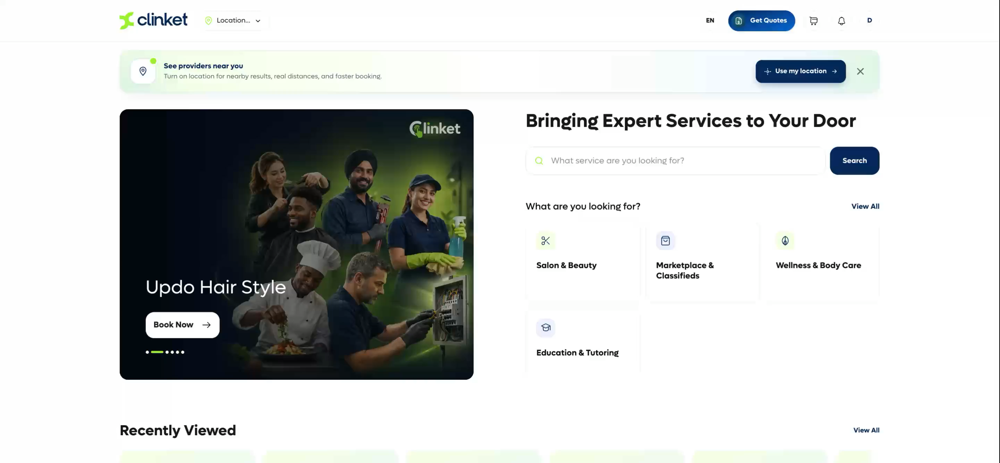 clinket
Location...
EN
Get Quotes
D
See providers near you
Turn on location for nearby results, real distances, and faster booking.
Use my location
Clinket
Updo Hair Style
Book Now
Bringing Expert Services to Your Door
What service are you looking for?
Search
What are you looking for?
View All
Salon & Beauty
Marketplace &
Classifieds
Wellness & Body Care
Education & Tutoring
Recently Viewed
View All